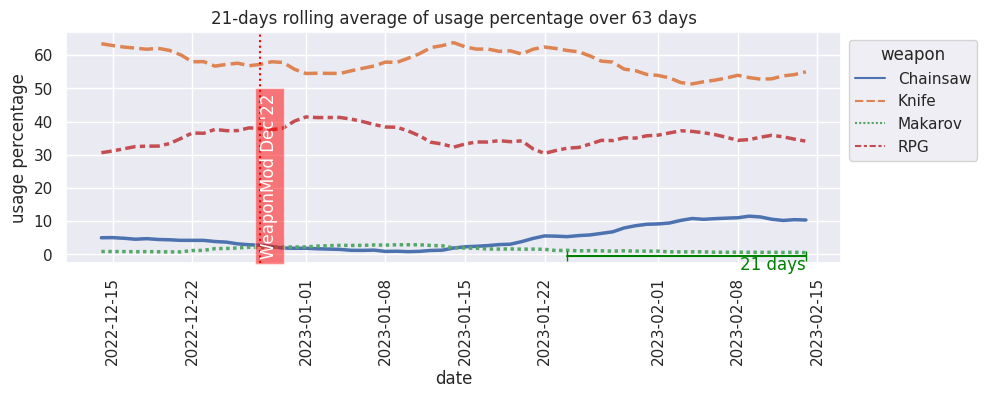 21-days rolling average of usage percentage over 63 days
usage percentage
60
50
40
30
20
10
0
WeaponMod Dec'22
21 days
2022-12-15
2022-12-22
2023-01-01
2023-01-08
2023-01-15
2023-01-22
2023-02-01
2023-02-08
2023-02-15
date
weapon
Chainsaw
Knife
Makarov
RPG